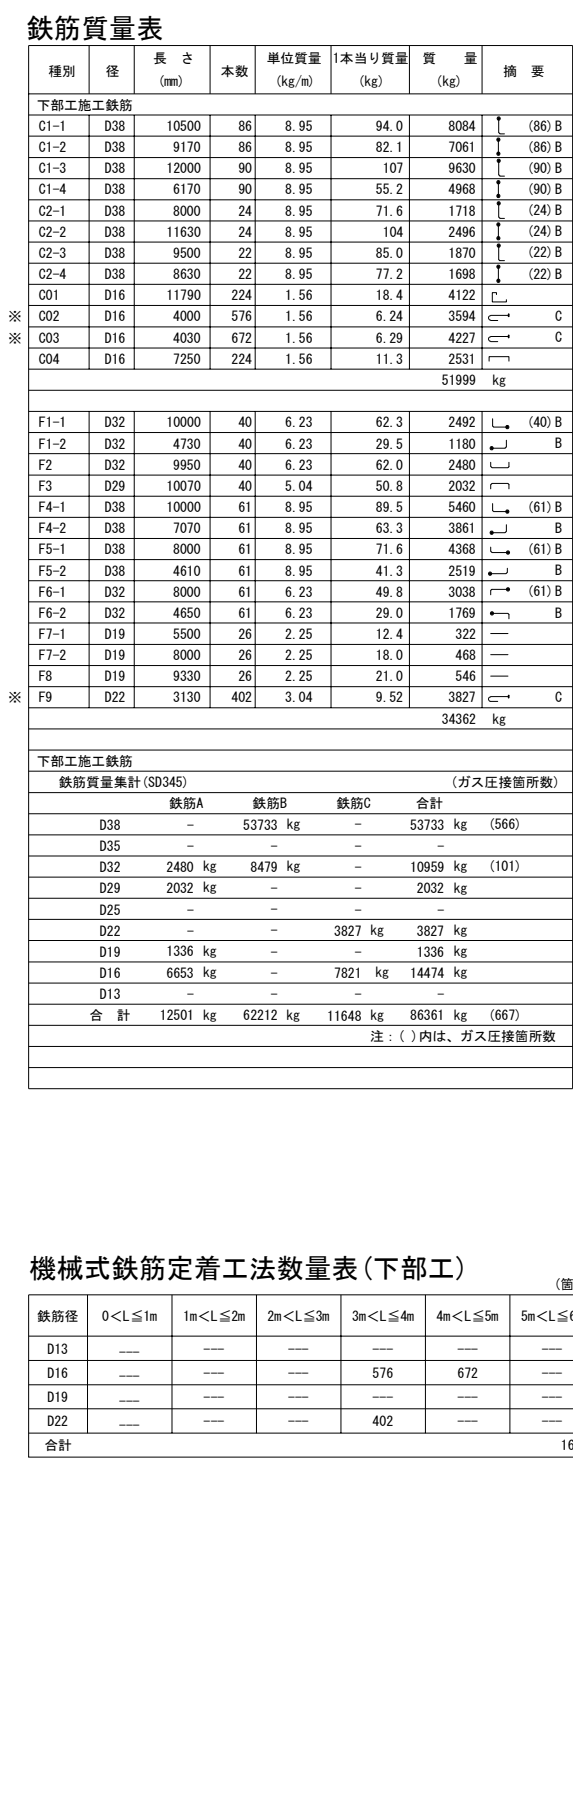 鉄筋質量表
種別 径 長 さ (mm) 本数 単位質量 (kg/m) 1本当り質量 (kg) 質 量 (kg) 摘 要
下部工施工鉄筋
C1-1 D38 10500 86 8.95 94.0 8084 (86)B
C1-2 D38 9170 86 8.95 82.1 7061 (86)B
C1-3 D38 12000 90 8.95 107 9630 (90)B
C1-4 D38 6170 90 8.95 55.2 4968 (90)B
C2-1 D38 8000 24 8.95 71.6 1718 (24)B
C2-2 D38 11630 24 8.95 104 2496 (24)B
C2-3 D38 9500 22 8.95 85.0 1870 (22)B
C2-4 D38 8630 22 8.95 77.2 1698 (22)B
C01 D16 11790 224 1.56 18.4 4122
※ C02 D16 4000 576 1.56 6.24 3594 C
※ C03 D16 4030 672 1.56 6.29 4227 C
C04 D16 7250 224 1.56 11.3 2531
51999 kg
F1-1 D32 10000 40 6.23 62.3 2492 (40)B
F1-2 D32 4730 40 6.23 29.5 1180 B
F2 D32 9950 40 6.23 62.0 2480
F3 D29 10070 40 5.04 50.8 2032
F4-1 D38 10000 61 8.95 89.5 5460 (61)B
F4-2 D38 7070 61 8.95 63.3 3861 B
F5-1 D38 8000 61 8.95 71.6 4368 (61)B
F5-2 D38 4610 61 8.95 41.3 2519 B
F6-1 D32 8000 61 6.23 49.8 3038 (61)B
F6-2 D32 4650 61 6.23 29.0 1769 B
F7-1 D19 5500 26 2.25 12.4 322
F7-2 D19 8000 26 2.25 18.0 468
F8 D19 9330 26 2.25 21.0 546
※ F9 D22 3130 402 3.04 9.52 3827 C
34362 kg
下部工施工鉄筋
鉄筋質量集計(SD345) (ガス圧接箇所数)
鉄筋A 鉄筋B 鉄筋C 合計
D38 － 53733 kg － 53733 kg (566)
D35 － － － －
D32 2480 kg 8479 kg － 10959 kg (101)
D29 2032 kg － － 2032 kg
D25 － － － －
D22 － － 3827 kg 3827 kg
D19 1336 kg － － 1336 kg
D16 6653 kg － 7821 kg 14474 kg
D13 － － － －
合 計 12501 kg 62212 kg 11648 kg 86361 kg (667)
注：( )内は、ガス圧接箇所数
機械式鉄筋定着工法数量表(下部工)
(箇
鉄筋径 0＜L≦1m 1m＜L≦2m 2m＜L≦3m 3m＜L≦4m 4m＜L≦5m 5m＜L≦6
D13 --- --- --- --- --- ---
D16 --- --- --- 576 672 ---
D19 --- --- --- --- --- ---
D22 --- --- --- 402 --- ---
合計 16